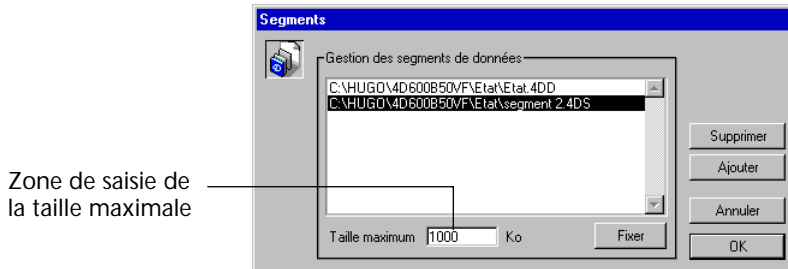 Segments
Gestion des segments de données
C:\HUGO\4D600B50VF\Etat\Etat.4DD
C:\HUGO\4D600B50VF\Etat\segment 2.4DS
Supprimer
Ajouter
Annuler
OK
Taille maximum 1000 Ko Fixer
Zone de saisie de
la taille maximale